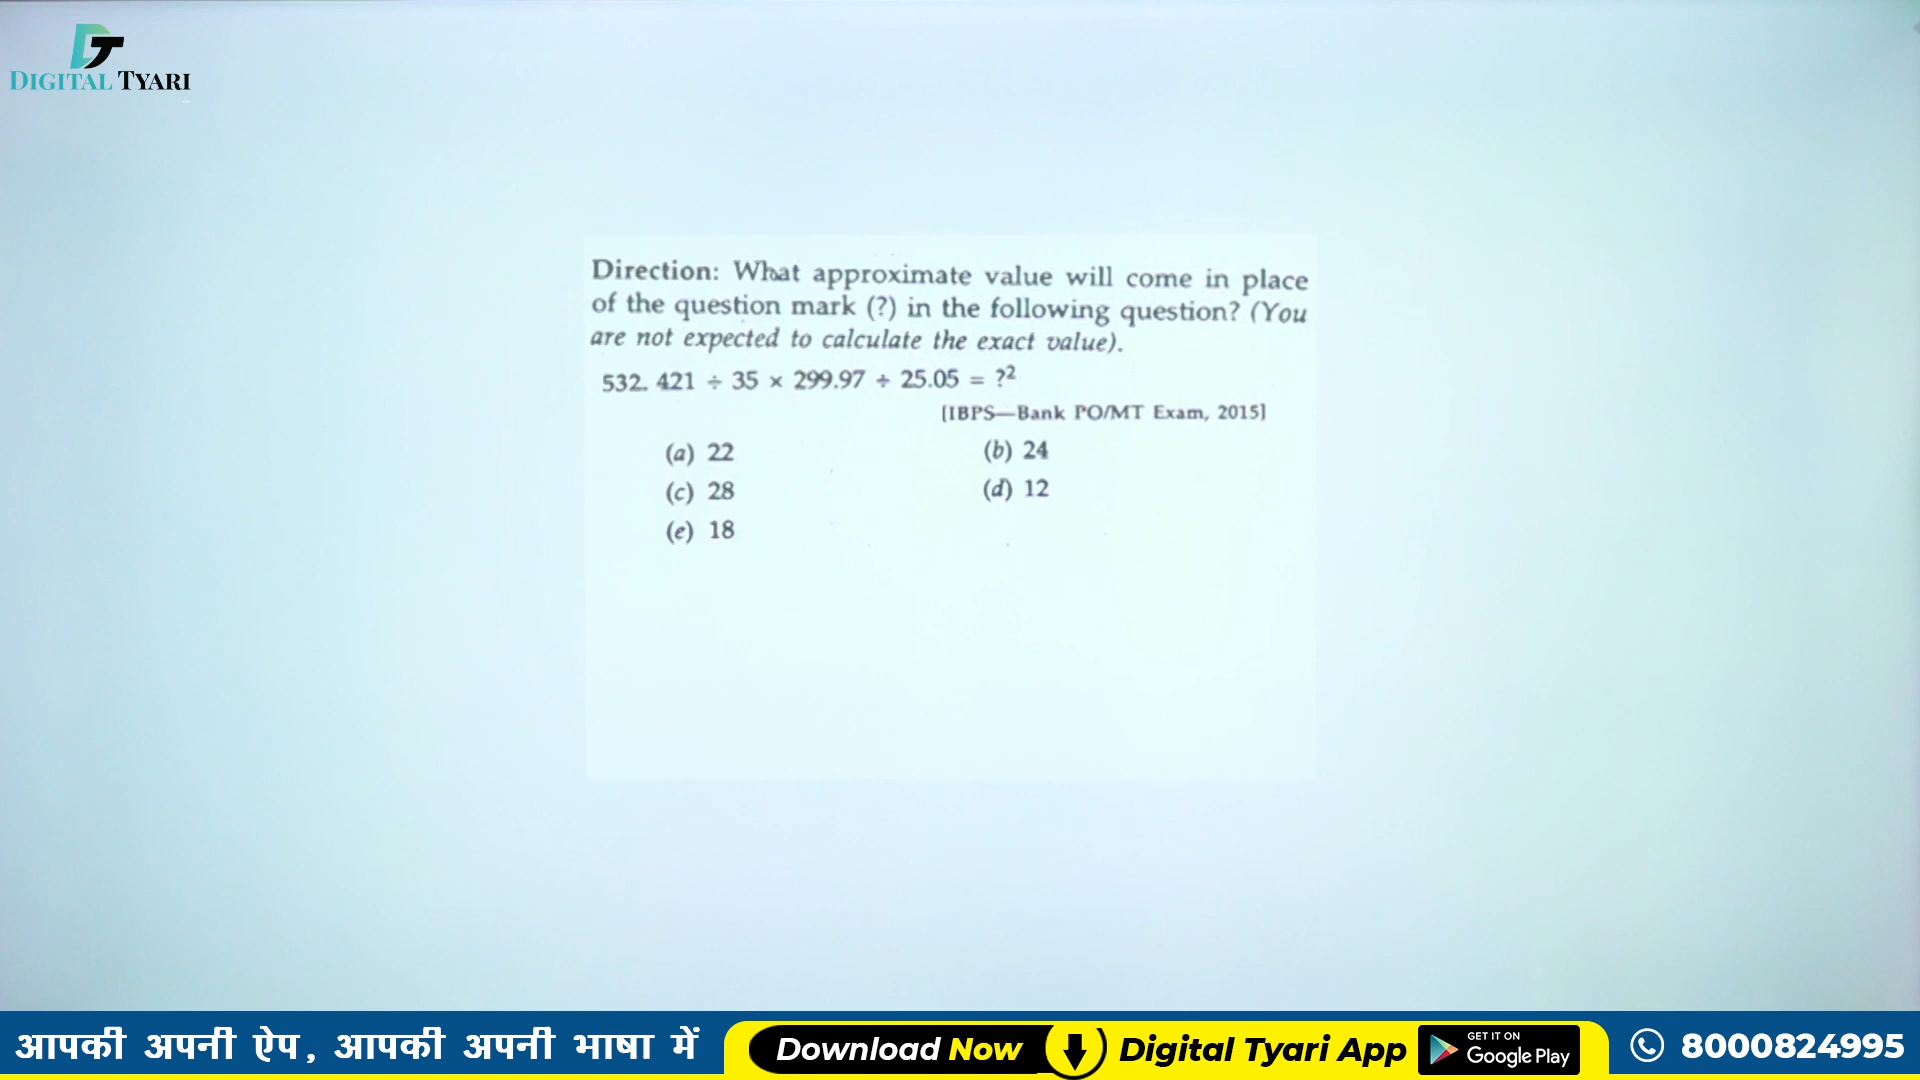 DIGITAL TYARI
Direction: What approximate value will come in place
of the question mark (?) in the following question? (You
are not expected to calculate the exact value).
532. 421 ÷ 35 × 299.97 ÷ 25.05 = ?²
[IBPS—Bank PO/MT Exam, 2015]
(a) 22 (b) 24
(c) 28 (d) 12
(e) 18
आपकी अपनी ऐप, आपकी अपनी भाषा में Download Now Digital Tyari App GET IT ON Google Play 8000824995